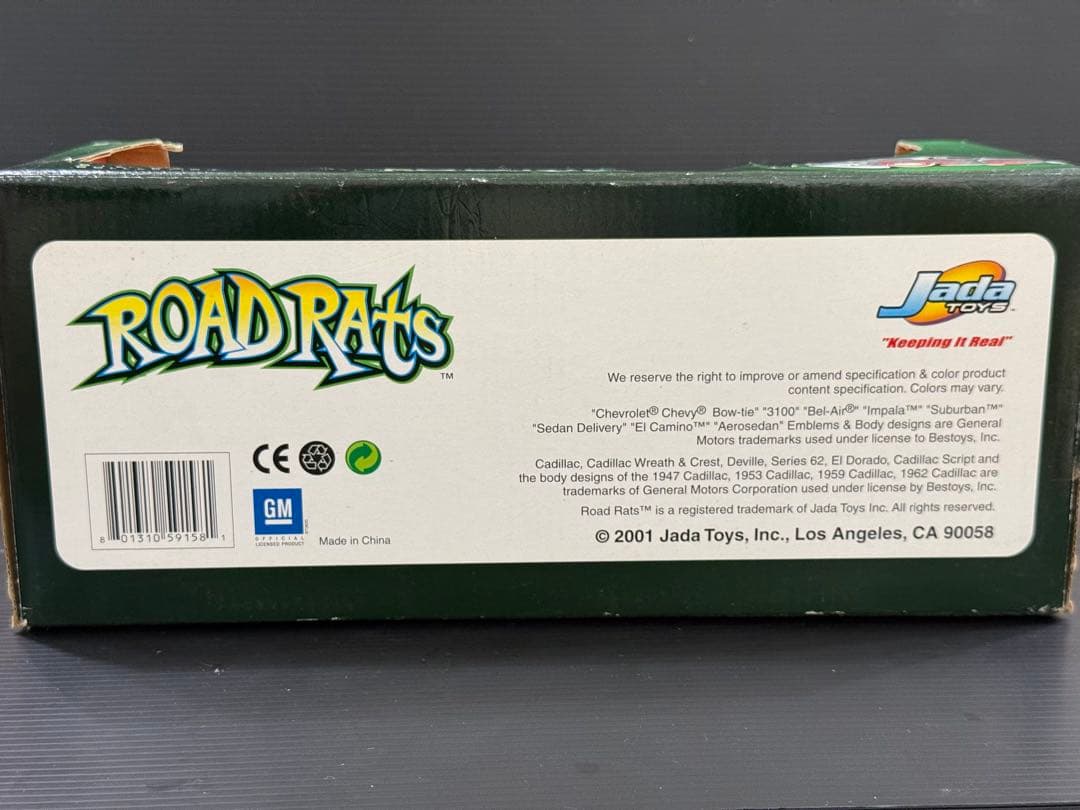 ROAD RATS™
Jada
TOYS
"Keeping It Real"
We reserve the right to improve or amend specification & color product
content specification. Colors may vary.
"Chevrolet® Chevy® Bow-tie" "3100" "Bel-Air®" "Impala™" "Suburban™"
"Sedan Delivery" "El Camino™" "Aerosedan" Emblems & Body designs are General
Motors trademarks used under license to Bestoys, Inc.
Cadillac, Cadillac Wreath & Crest, Deville, Series 62, El Dorado, Cadillac Script and
the body designs of the 1947 Cadillac, 1953 Cadillac, 1959 Cadillac, 1962 Cadillac are
trademarks of General Motors Corporation used under license by Bestoys, Inc.
Road Rats™ is a registered trademark of Jada Toys Inc. All rights reserved.
© 2001 Jada Toys, Inc., Los Angeles, CA 90058
CE
GM
OFFICIAL
LICENSED PRODUCT
Made in China
8 01310 59158 1